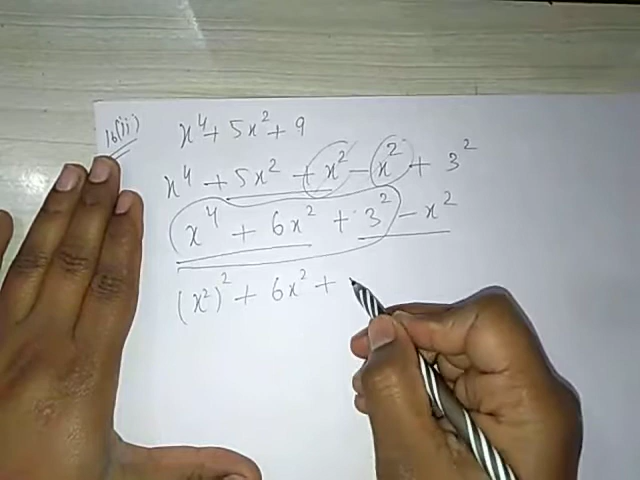 16(ii)
x⁴ + 5x² + 9
x⁴ + 5x² + x² - x² + 3²
x⁴ + 6x² + 3² - x²
(x²)² + 6x² +